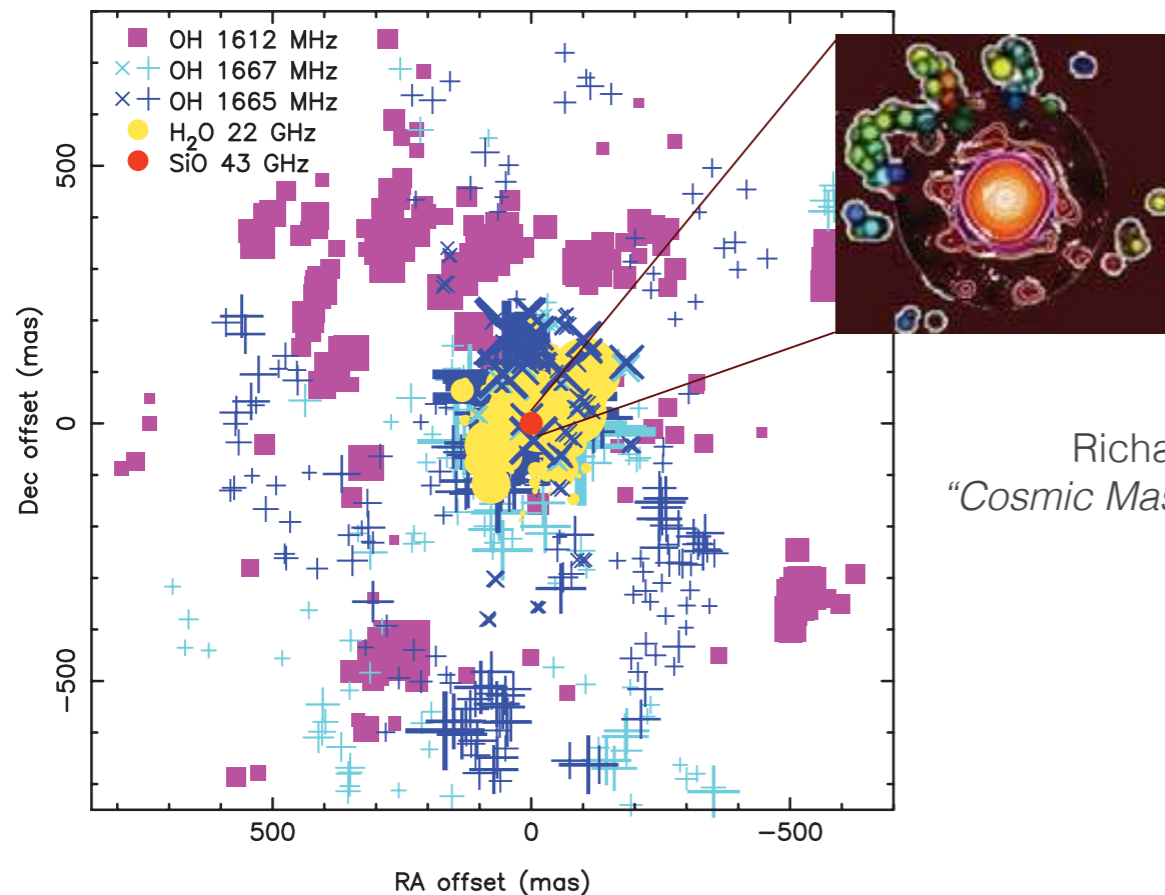 OH 1612 MHz
OH 1667 MHz
OH 1665 MHz
H₂O 22 GHz
SiO 43 GHz
500
0
−500
Dec offset (mas)
500 0 −500
RA offset (mas)
Richa
“Cosmic Mas